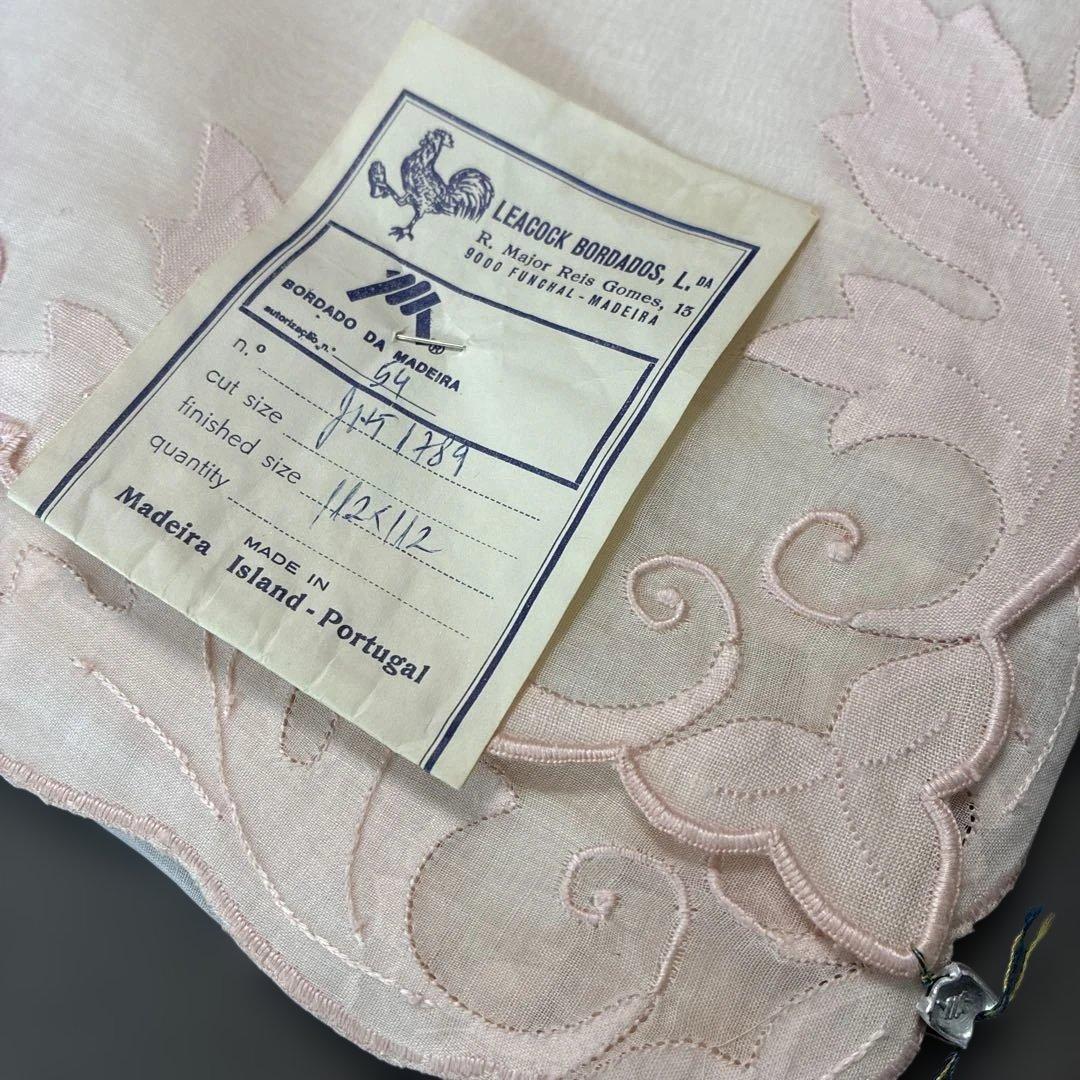 LEACOCK BORDADOS, L.DA
R. Major Reis Gomes, 13
9000 FUNCHAL - MADEIRA
BORDADO DA MADEIRA
autorização n.º 54
n.º 1789
cut size
finished size 112x112
quantity
MADE IN
Madeira Island - Portugal